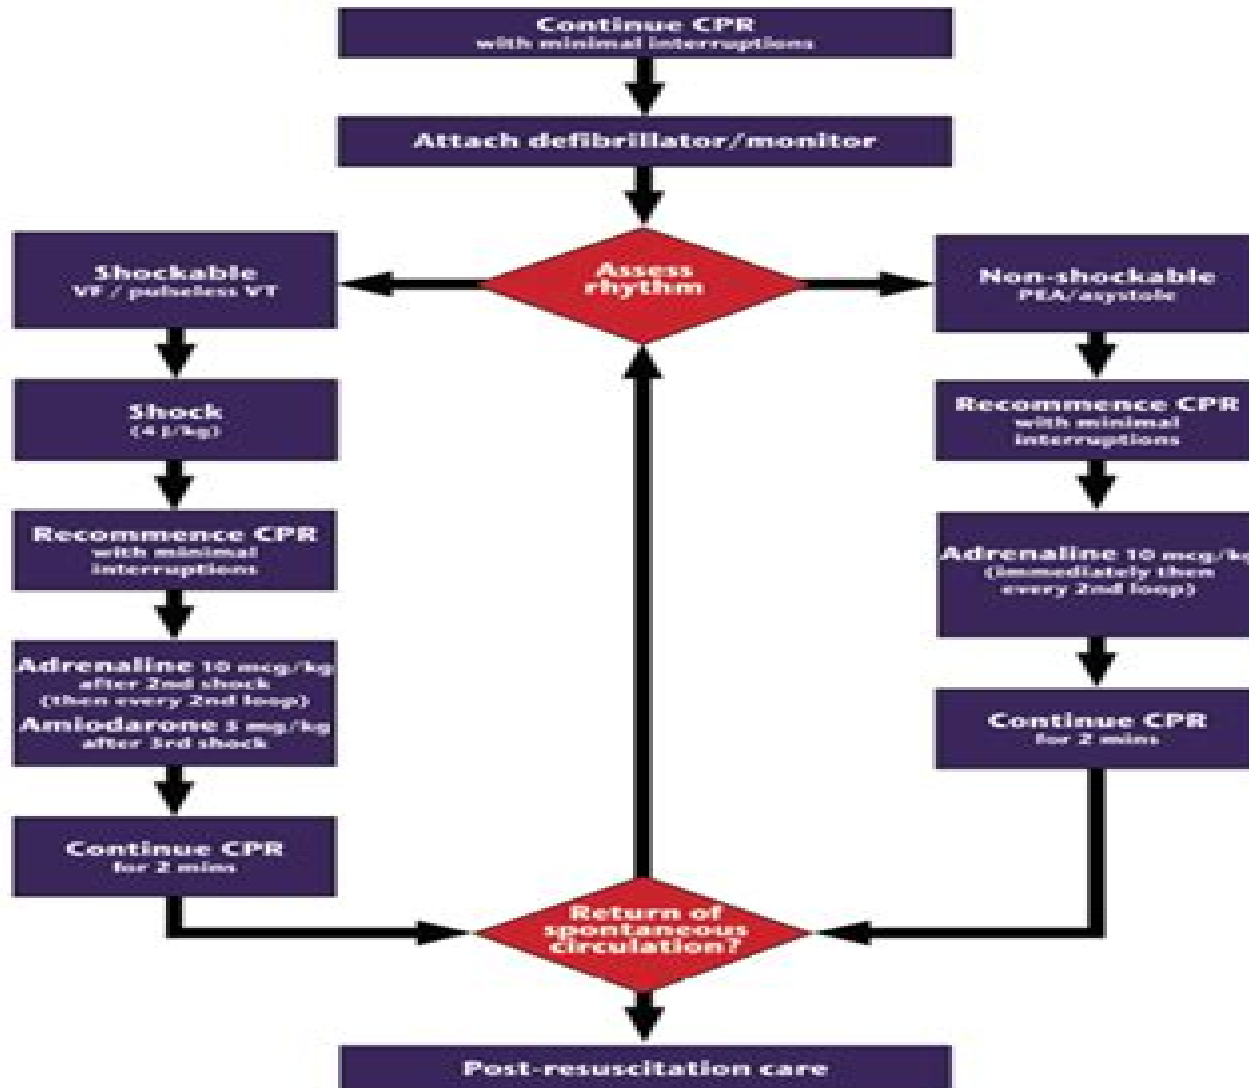 Continue CPR
with minimal interruptions
Attach defibrillator/monitor
Assess
rhythm
Shockable
VF / pulseless VT
Non-shockable
PEA/asystole
Shock
(4 J/kg)
Recommence CPR
with minimal
interruptions
Recommence CPR
with minimal
interruptions
Adrenaline 10 mcg/kg
after 2nd shock
(then every 2nd loop)
Amiodarone 5 mg/kg
after 3rd shock
Adrenaline 10 mcg/kg
(immediately then
every 2nd loop)
Continue CPR
for 2 mins
Continue CPR
for 2 mins
Return of
spontaneous
circulation?
Post-resuscitation care